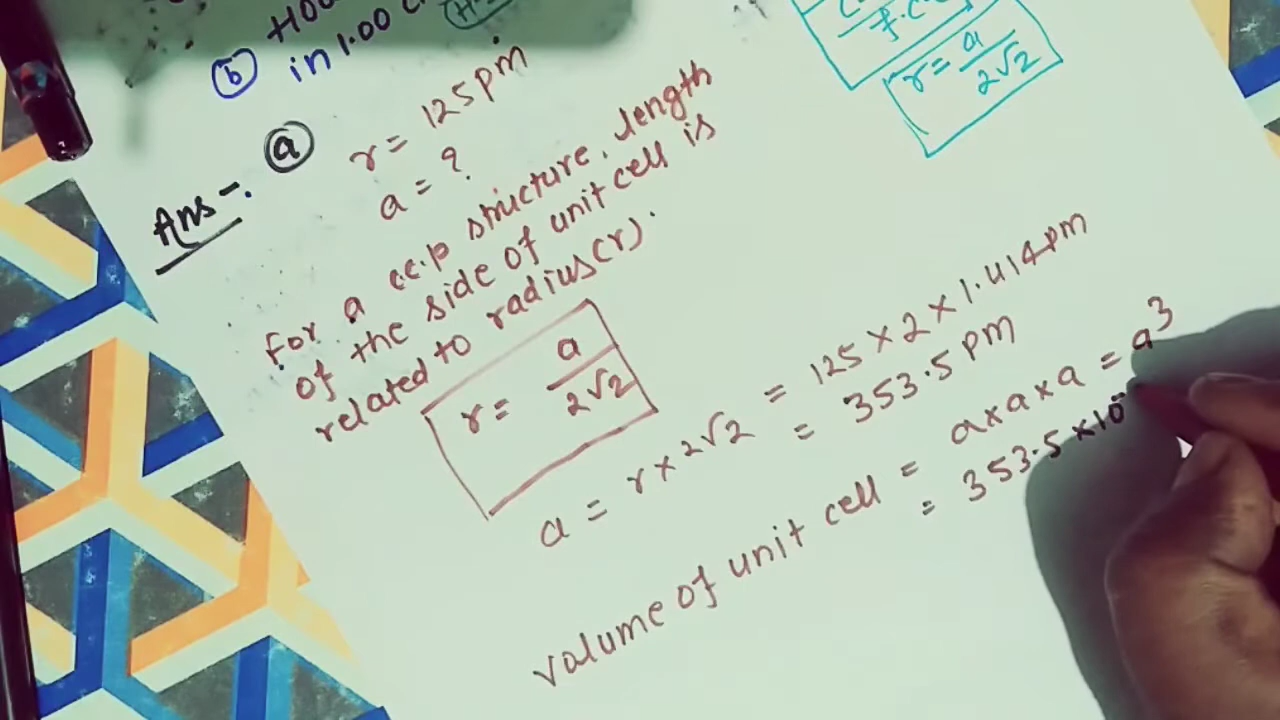 (b)
in 1.00
r = a/2√2
Ans -: (a)
r = 125 pm
a = ?
For a c.c.p structure, length
of the side of unit cell is
related to radius(r).
r = a/2√2
a = r × 2√2 = 125 × 2 × 1.414 pm
= 353.5 pm
volume of unit cell = a×a×a = a³
= 353.5 × 10